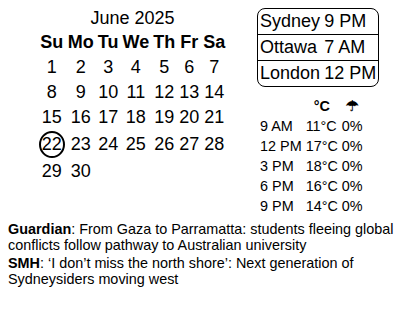 June 2025
Su Mo Tu We Th Fr Sa
1 2 3 4 5 6 7
8 9 10 11 12 13 14
15 16 17 18 19 20 21
22 23 24 25 26 27 28
29 30
Sydney 9 PM
Ottawa 7 AM
London 12 PM
°C ☂
9 AM 11°C 0%
12 PM 17°C 0%
3 PM 18°C 0%
6 PM 16°C 0%
9 PM 14°C 0%
Guardian: From Gaza to Parramatta: students fleeing global
conflicts follow pathway to Australian university
SMH: ‘I don’t miss the north shore’: Next generation of
Sydneysiders moving west